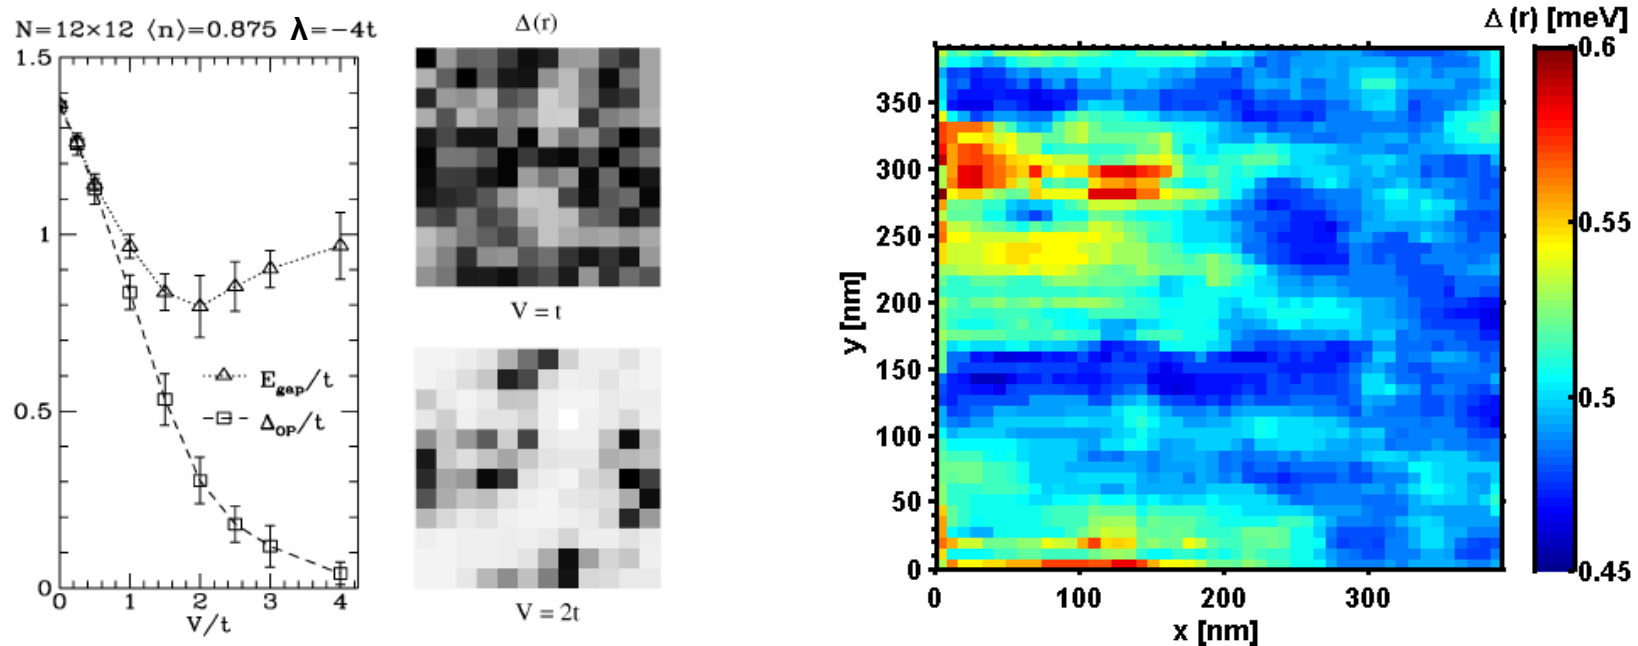 N=12×12 ⟨n⟩=0.875 λ=−4t
1.5
1
0.5
0
E_gap/t
Δ_OP/t
0 1 2 3 4
V/t
Δ(r)
V = t
V = 2t
Δ (r) [meV]
0.6
0.55
0.5
0.45
350
300
250
200
150
100
50
0
y [nm]
0 100 200 300
x [nm]